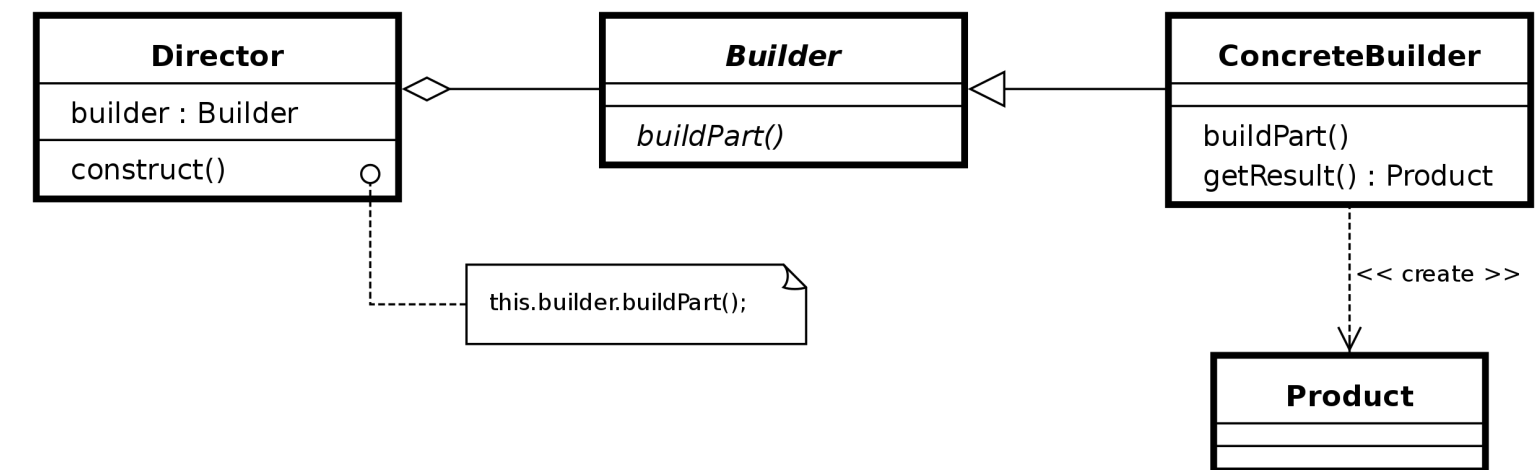 Director
builder : Builder
construct()
this.builder.buildPart();
Builder
buildPart()
ConcreteBuilder
buildPart()
getResult() : Product
<< create >>
Product